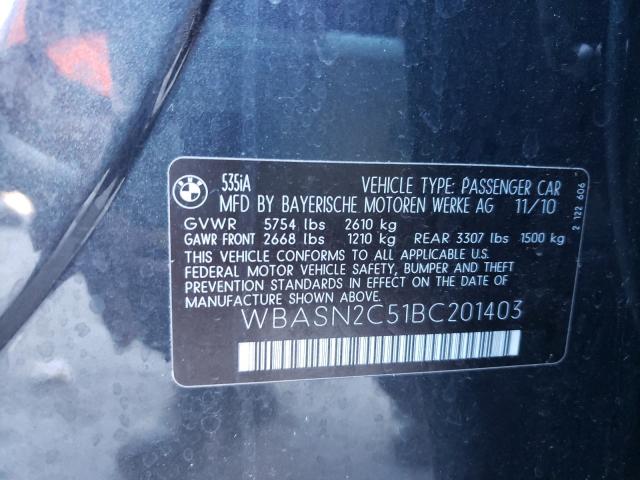 535iA VEHICLE TYPE: PASSENGER CAR
MFD BY BAYERISCHE MOTOREN WERKE AG 11/10
GVWR 5754 lbs 2610 kg
GAWR FRONT 2668 lbs 1210 kg REAR 3307 lbs 1500 kg
THIS VEHICLE CONFORMS TO ALL APPLICABLE U.S.
FEDERAL MOTOR VEHICLE SAFETY, BUMPER AND THEFT
PREVENTION STANDARDS IN EFFECT ON THE DATE OF
MANUFACTURE SHOWN ABOVE.
WBASN2C51BC201403
2 122 606
BMW